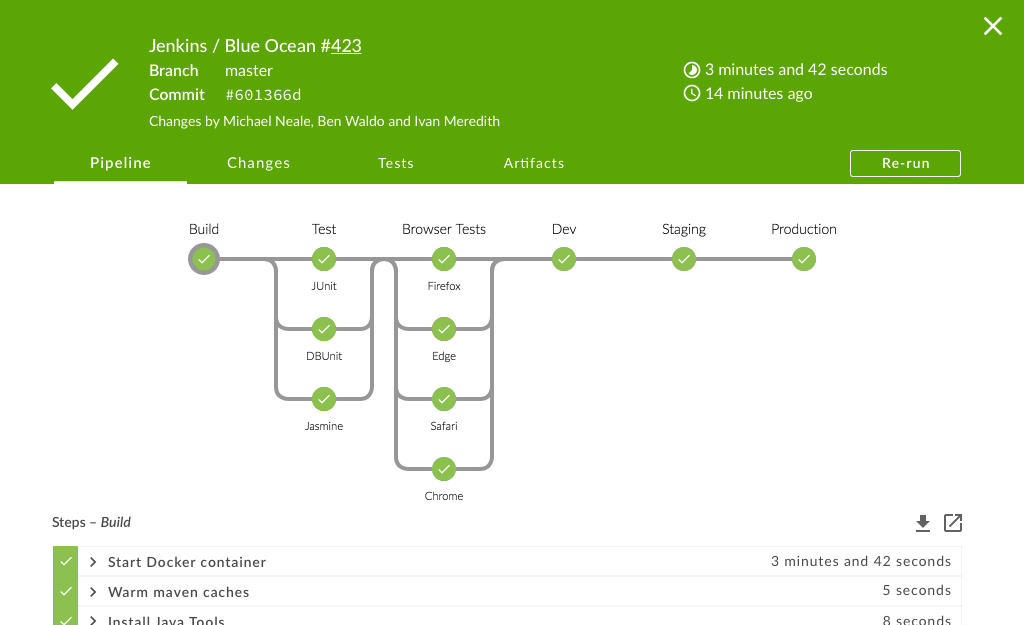 Jenkins / Blue Ocean #423
Branch master
Commit #601366d
Changes by Michael Neale, Ben Waldo and Ivan Meredith
3 minutes and 42 seconds
14 minutes ago
Pipeline Changes Tests Artifacts Re-run
Build Test Browser Tests Dev Staging Production
JUnit Firefox
DBUnit Edge
Jasmine Safari
Chrome
Steps – Build
Start Docker container 3 minutes and 42 seconds
Warm maven caches 5 seconds
Install Java Tools 8 seconds